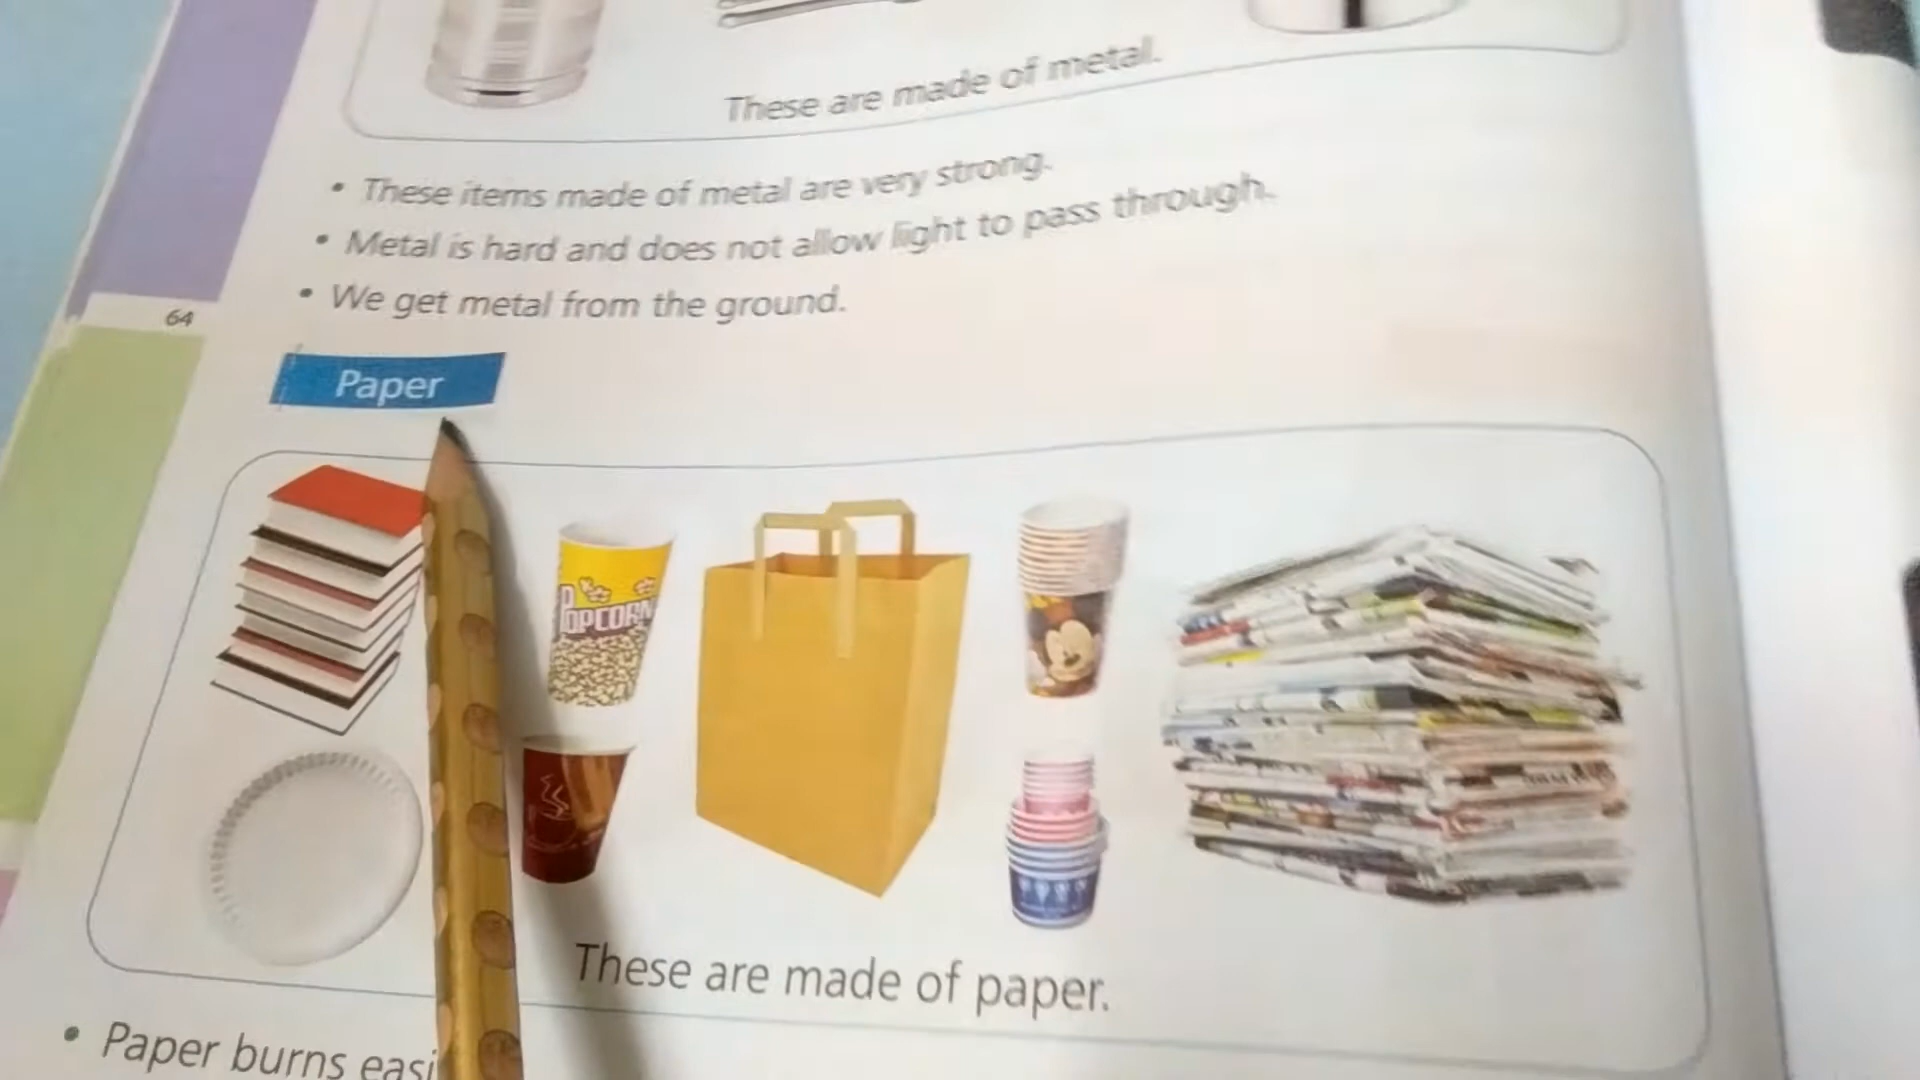 These are made of metal.
• These items made of metal are very strong.
• Metal is hard and does not allow light to pass through.
• We get metal from the ground.
64
Paper
POPCORN
These are made of paper.
• Paper burns easi